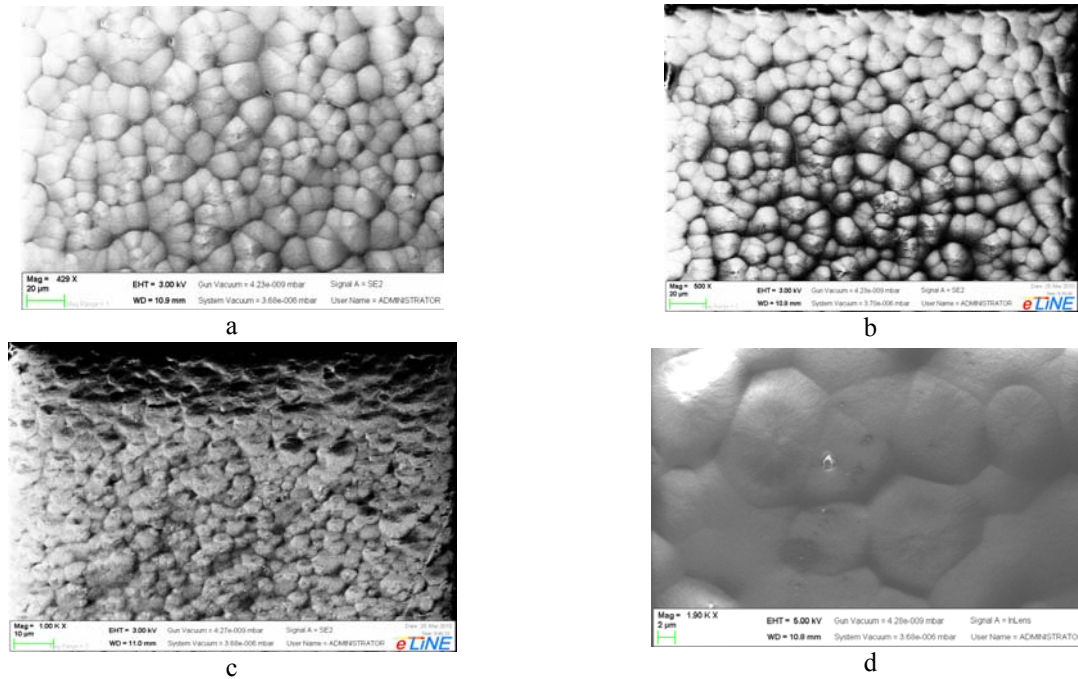 Mag = 429 X
20 µm
EHT = 3.00 kV
Gun Vacuum = 4.23e-009 mbar
Signal A = SE2
WD = 10.9 mm
System Vacuum = 3.68e-006 mbar
User Name = ADMINISTRATOR
a
Mag = 500 X
20 µm
EHT = 3.00 kV
Gun Vacuum = 4.23e-009 mbar
Signal A = SE2
WD = 10.8 mm
System Vacuum = 3.70e-006 mbar
User Name = ADMINISTRATOR
eLiNE
b
Mag = 1.00 K X
10 µm
EHT = 3.00 kV
Gun Vacuum = 4.27e-009 mbar
Signal A = SE2
WD = 11.0 mm
System Vacuum = 3.68e-006 mbar
User Name = ADMINISTRATOR
eLiNE
c
Mag = 1.90 K X
2 µm
EHT = 5.00 kV
Gun Vacuum = 4.28e-009 mbar
Signal A = InLens
WD = 10.8 mm
System Vacuum = 3.68e-006 mbar
User Name = ADMINISTRATOR
d